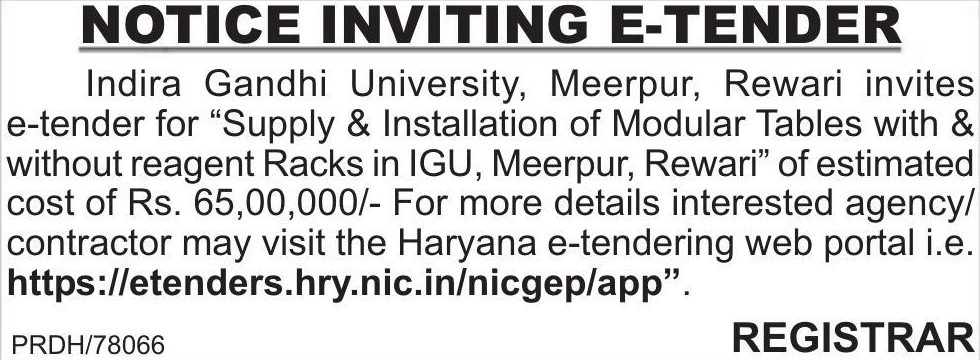 NOTICE INVITING E-TENDER
Indira Gandhi University, Meerpur, Rewari invites
e-tender for “Supply & Installation of Modular Tables with &
without reagent Racks in IGU, Meerpur, Rewari” of estimated
cost of Rs. 65,00,000/- For more details interested agency/
contractor may visit the Haryana e-tendering web portal i.e.
https://etenders.hry.nic.in/nicgep/app”.
PRDH/78066 REGISTRAR